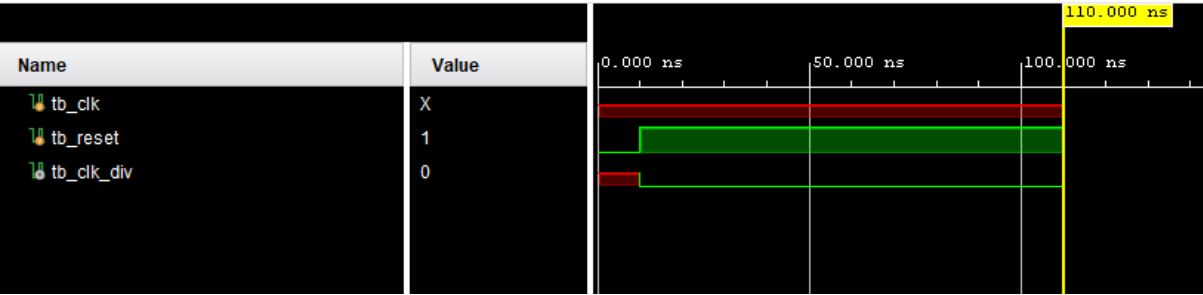 110.000 ns
Name Value
0.000 ns 50.000 ns 100.000 ns
tb_clk X
tb_reset 1
tb_clk_div 0